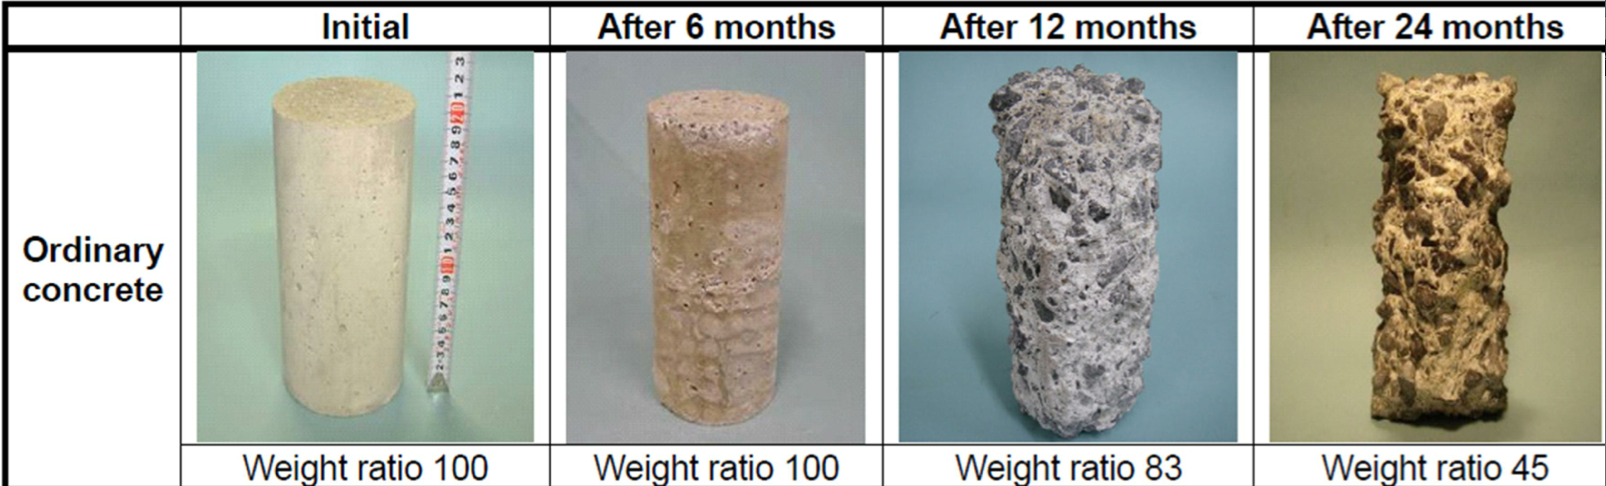 Initial
After 6 months
After 12 months
After 24 months
Ordinary
concrete
Weight ratio 100
Weight ratio 100
Weight ratio 83
Weight ratio 45